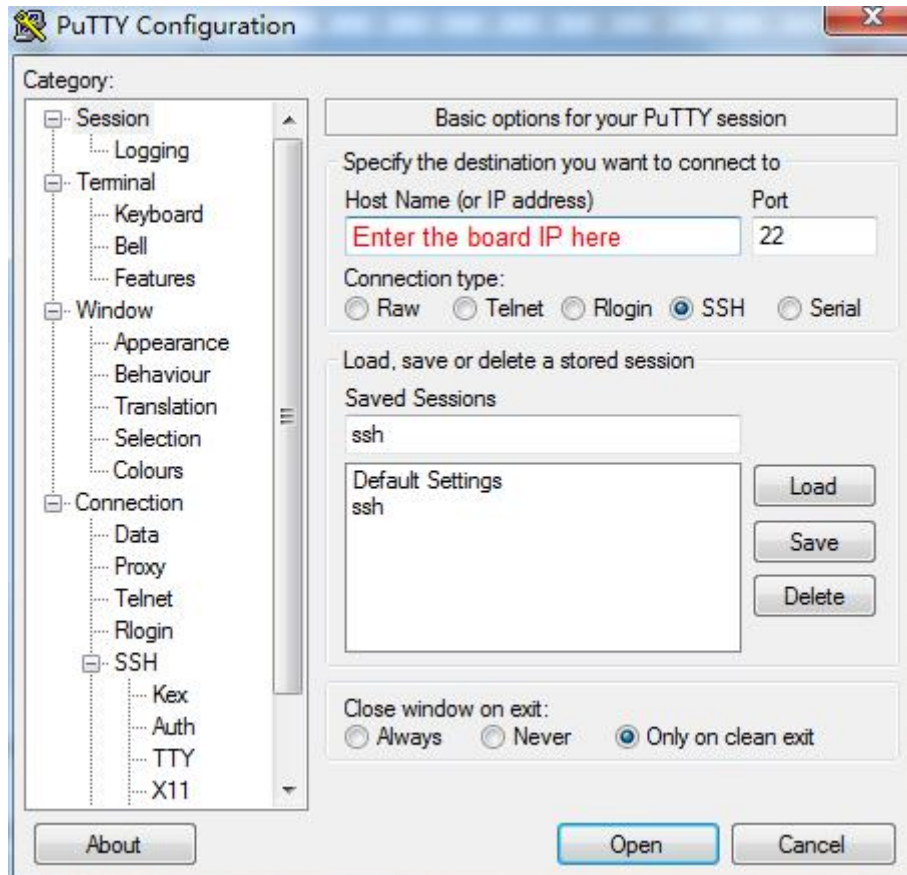 PuTTY Configuration
Category:
Session
Logging
Terminal
Keyboard
Bell
Features
Window
Appearance
Behaviour
Translation
Selection
Colours
Connection
Data
Proxy
Telnet
Rlogin
SSH
Kex
Auth
TTY
X11
Basic options for your PuTTY session
Specify the destination you want to connect to
Host Name (or IP address) Port
Enter the board IP here 22
Connection type:
Raw Telnet Rlogin SSH Serial
Load, save or delete a stored session
Saved Sessions
ssh
Default Settings
ssh
Load
Save
Delete
Close window on exit:
Always Never Only on clean exit
About Open Cancel